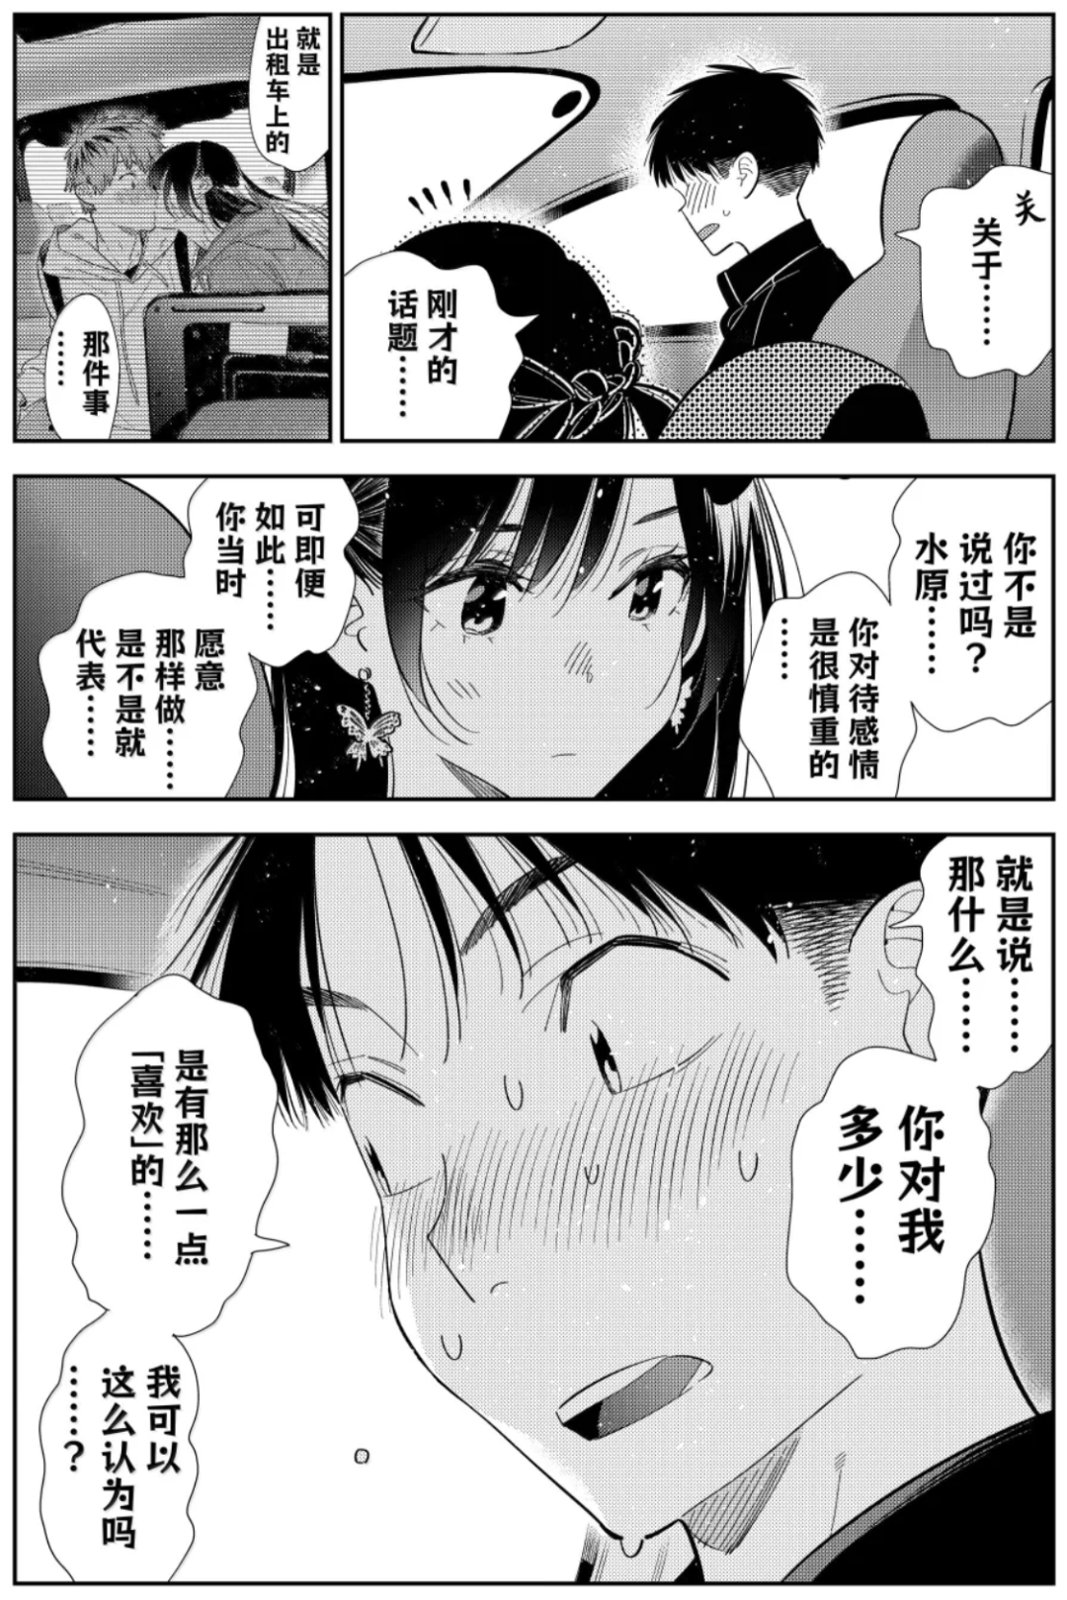 关
关于……
刚才的
话题……
就是
出租车上的
那件事
……
你不是
说过吗？
水原……
你对待感情
是很慎重的
……
可即便
如此……
你当时
愿意
那样做……
是不是就
代表……
就是说……
那什么……
你对我
多少……
是有那么一点
「喜欢」的……
我可以
这么认为吗
……？